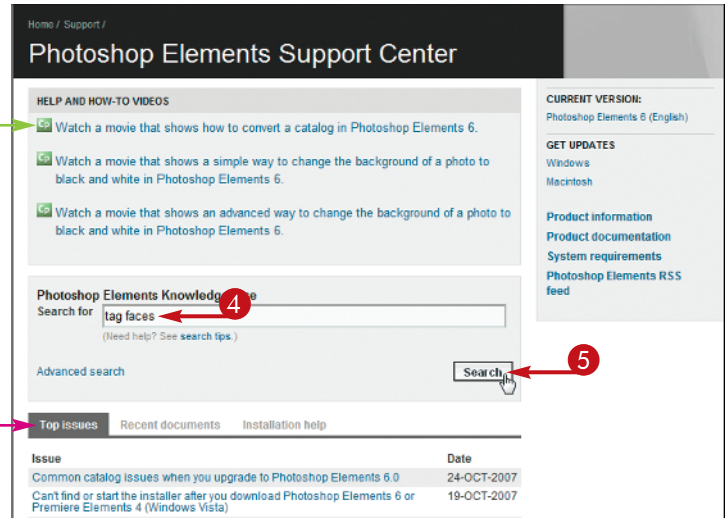 Home / Support /
Photoshop Elements Support Center
HELP AND HOW-TO VIDEOS
Cp Watch a movie that shows how to convert a catalog in Photoshop Elements 6.
Cp Watch a movie that shows a simple way to change the background of a photo to
black and white in Photoshop Elements 6.
Cp Watch a movie that shows an advanced way to change the background of a photo to
black and white in Photoshop Elements 6.
CURRENT VERSION:
Photoshop Elements 6 (English)
GET UPDATES
Windows
Macintosh
Product information
Product documentation
System requirements
Photoshop Elements RSS
feed
Photoshop Elements
Search for tag faces
4
(Need help? See search tips.)
Advanced search
Search
5
Top issues Recent documents Installation help
Issue Date
Common catalog issues when you upgrade to Photoshop Elements 6.0 24-OCT-2007
Can't find or start the installer after you download Photoshop Elements 6 or 19-OCT-2007
Premiere Elements 4 (Windows Vista)